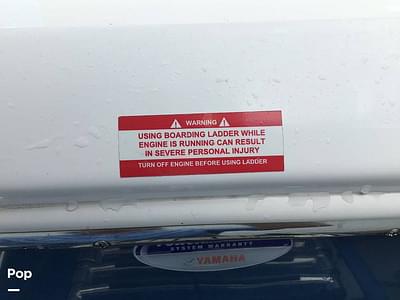 WARNING
USING BOARDING LADDER WHILE
ENGINE IS RUNNING CAN RESULT
IN SEVERE PERSONAL INJURY
TURN OFF ENGINE BEFORE USING LADDER
SYSTEM WARRANTY
YAMAHA
Pop